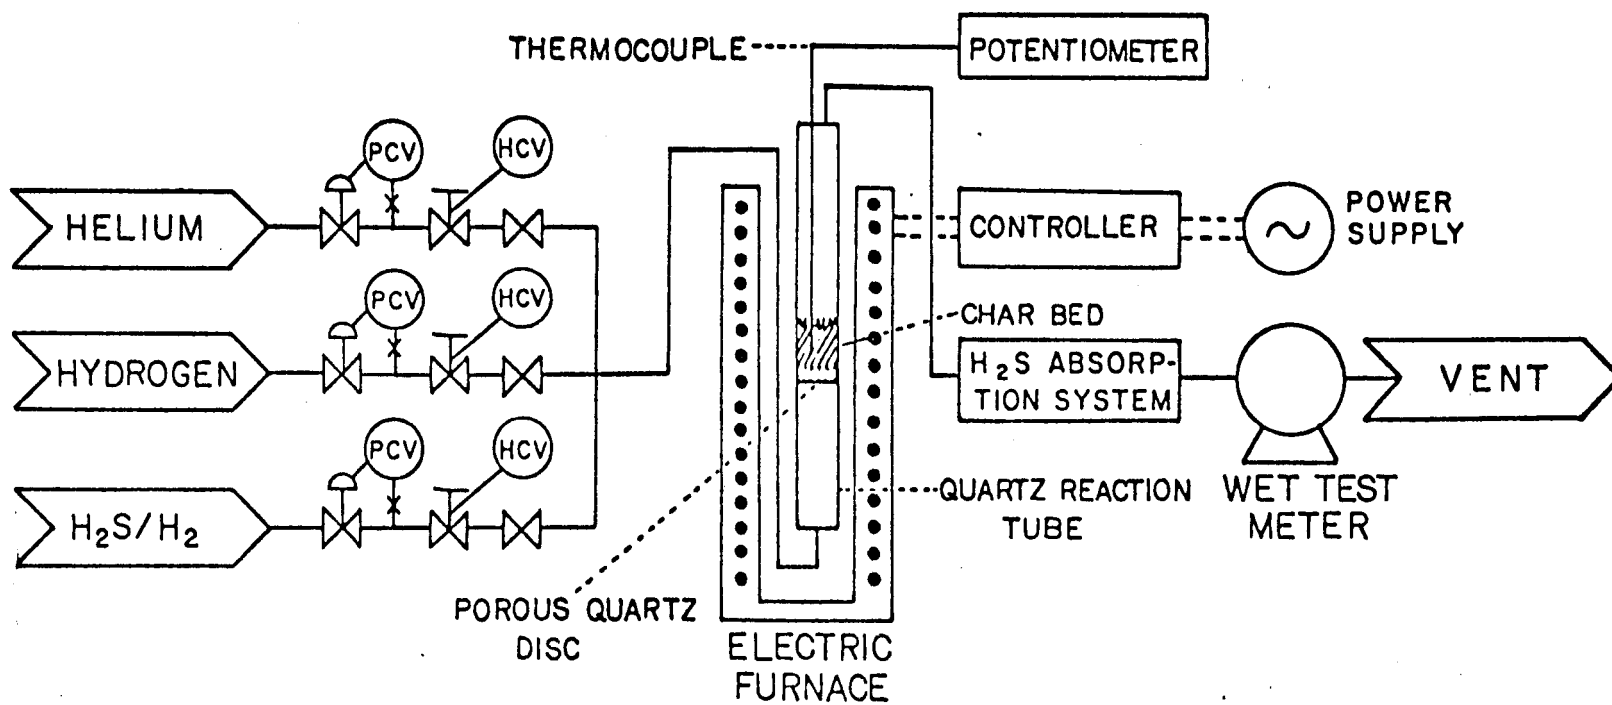 THERMOCOUPLE
POTENTIOMETER
PCV
HCV
HELIUM
CONTROLLER
POWER
SUPPLY
PCV
HCV
HYDROGEN
CHAR BED
H₂S ABSORP-
TION SYSTEM
VENT
PCV
HCV
H₂S/H₂
QUARTZ REACTION
TUBE
WET TEST
METER
POROUS QUARTZ
DISC
ELECTRIC
FURNACE